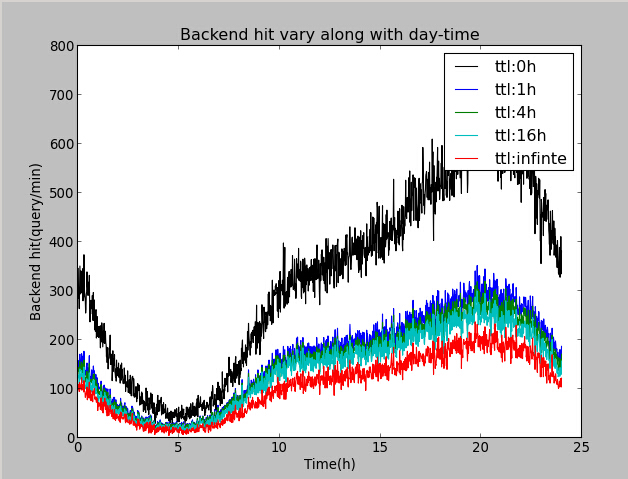 Backend hit vary along with day-time
800
700
600
500
400
300
200
100
0
Backend hit(query/min)
ttl:0h
ttl:1h
ttl:4h
ttl:16h
ttl:infinte
0 5 10 15 20 25
Time(h)